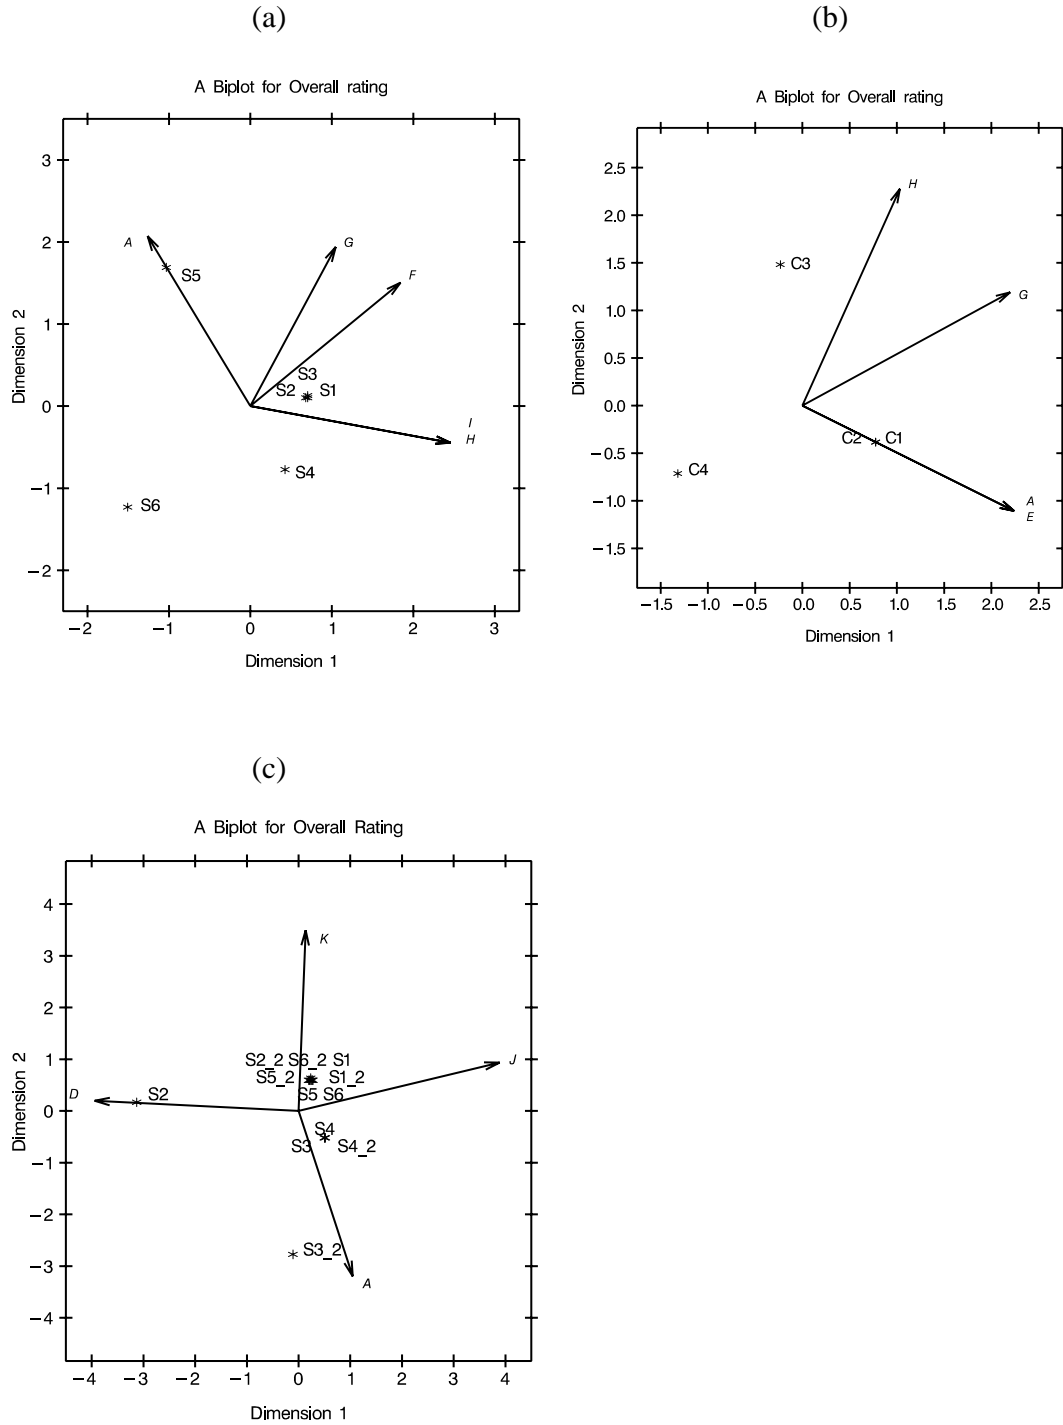 (a)
A Biplot for Overall rating
Dimension 2
3
2
1
0
−1
−2
A
S5
G
F
S3
S2 S1
I
H
S4
S6
−2 −1 0 1 2 3
Dimension 1
(b)
A Biplot for Overall rating
Dimension 2
2.5
2.0
1.5
1.0
0.5
0.0
−0.5
−1.0
−1.5
H
C3
G
C2 C1
C4
A
E
−1.5 −1.0 −0.5 0.0 0.5 1.0 1.5 2.0 2.5
Dimension 1
(c)
A Biplot for Overall Rating
Dimension 2
4
3
2
1
0
−1
−2
−3
−4
K
S2_2 S6_2 S1
J
S5_2 S1_2
D S2
S5 S6
S4
S3 S4_2
S3_2
A
−4 −3 −2 −1 0 1 2 3 4
Dimension 1